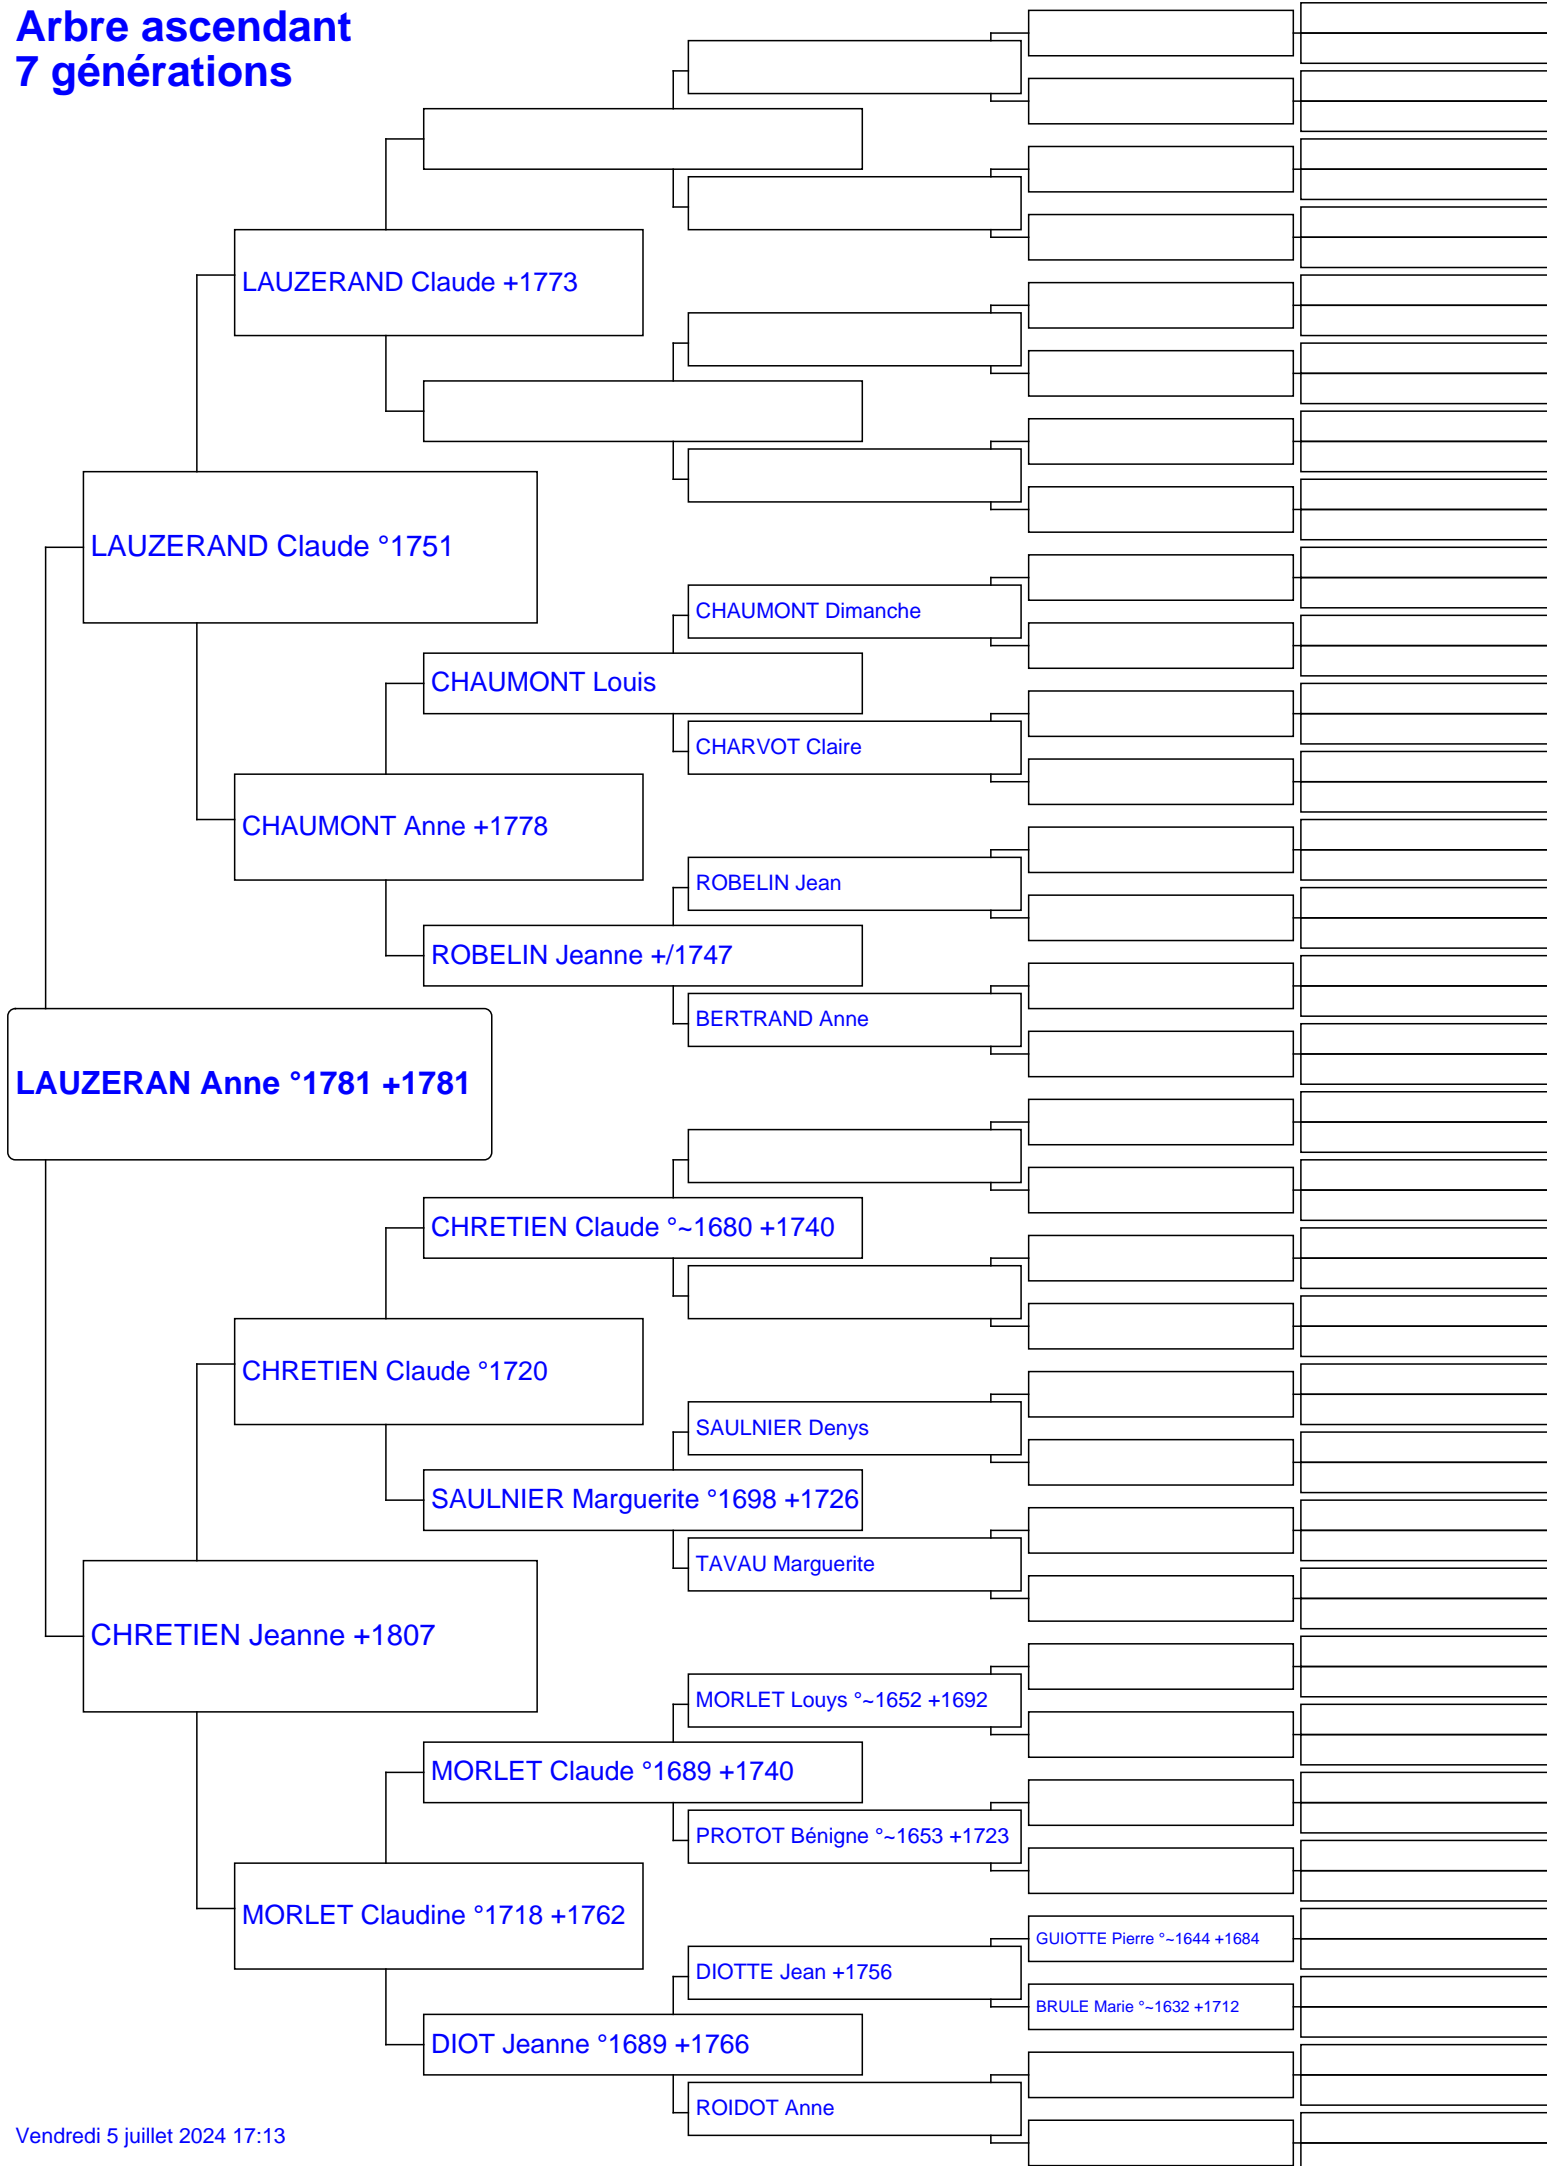 Arbre ascendant
7 générations
LAUZERAND Claude +1773
LAUZERAND Claude °1751
CHAUMONT Dimanche
CHAUMONT Louis
CHARVOT Claire
CHAUMONT Anne +1778
ROBELIN Jean
ROBELIN Jeanne +/1747
BERTRAND Anne
LAUZERAN Anne °1781 +1781
CHRETIEN Claude °~1680 +1740
CHRETIEN Claude °1720
SAULNIER Denys
SAULNIER Marguerite °1698 +1726
TAVAU Marguerite
CHRETIEN Jeanne +1807
MORLET Louys °~1652 +1692
MORLET Claude °1689 +1740
PROTOT Bénigne °~1653 +1723
MORLET Claudine °1718 +1762
GUIOTTE Pierre °~1644 +1684
DIOTTE Jean +1756
BRULE Marie °~1632 +1712
DIOT Jeanne °1689 +1766
ROIDOT Anne
Vendredi 5 juillet 2024 17:13